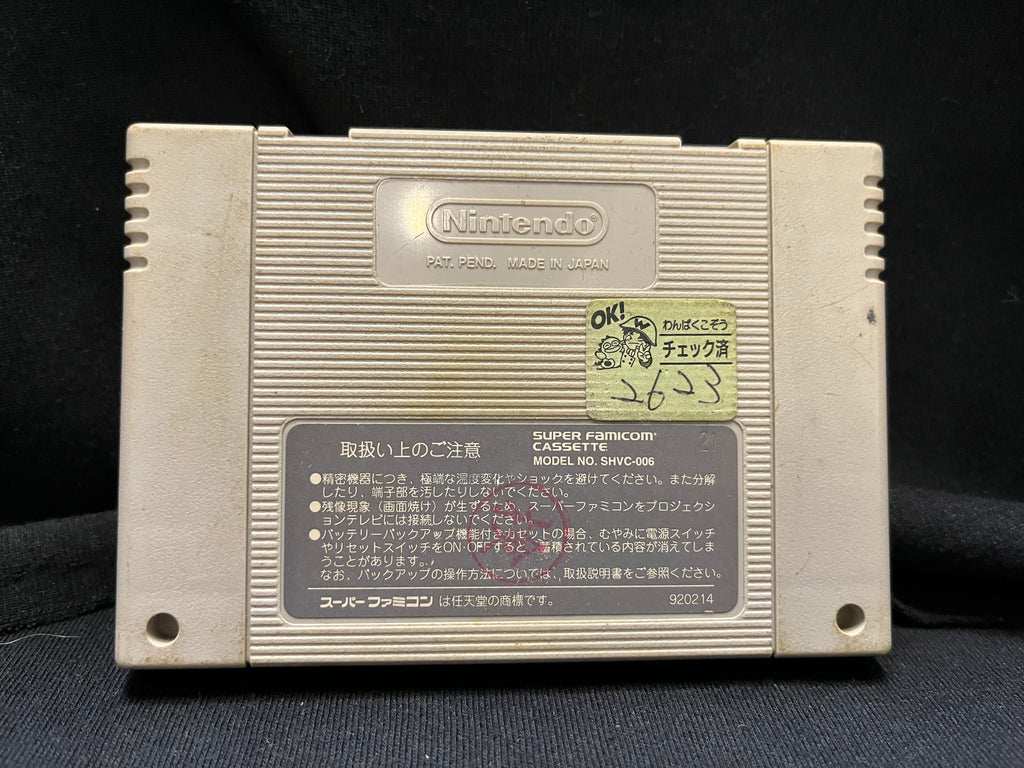 Nintendo®
PAT. PEND. MADE IN JAPAN
OK!
W
わんぱくこぞう
チェック済
2623
取扱い上のご注意
SUPER FAMICOM
CASSETTE
MODEL NO. SHVC-006
21
●精密機器につき、極端な温度変化やショックを避けてください。また分解
したり、端子部を汚したりしないでください。
●残像現象(画面焼け)が生ずるため、スーパーファミコンをプロジェクシ
ョンテレビには接続しないでください。
●バッテリーバックアップ機能付きカセットの場合、むやみに電源スイッチ
やリセットスイッチをON・OFFすると、蓄積されている内容が消えてしま
うことがあります。
なお、バックアップの操作方法については、取扱説明書をご参照ください。
スーパーファミコン は任天堂の商標です。
920214